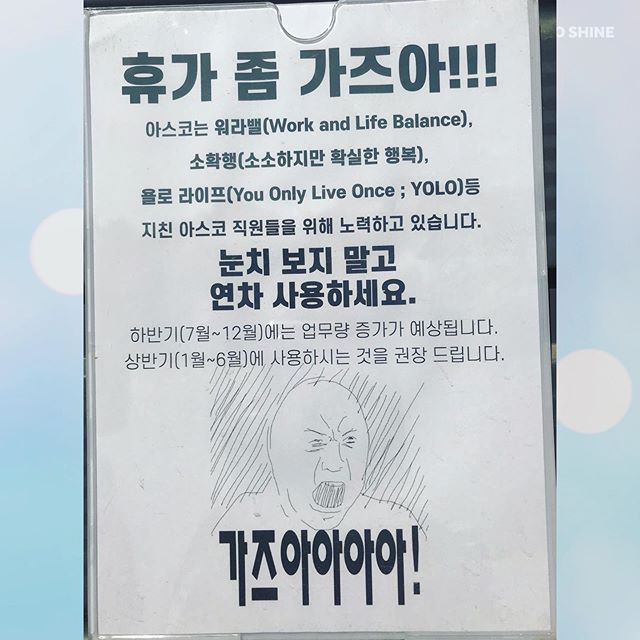 O SHINE
휴가 좀 가즈아!!!
아스코는 워라밸(Work and Life Balance),
소확행(소소하지만 확실한 행복),
욜로 라이프(You Only Live Once ; YOLO)등
지친 아스코 직원들을 위해 노력하고 있습니다.
눈치 보지 말고
연차 사용하세요.
하반기(7월~12월)에는 업무량 증가가 예상됩니다.
상반기(1월~6월)에 사용하시는 것을 권장 드립니다.
가즈아아아아!